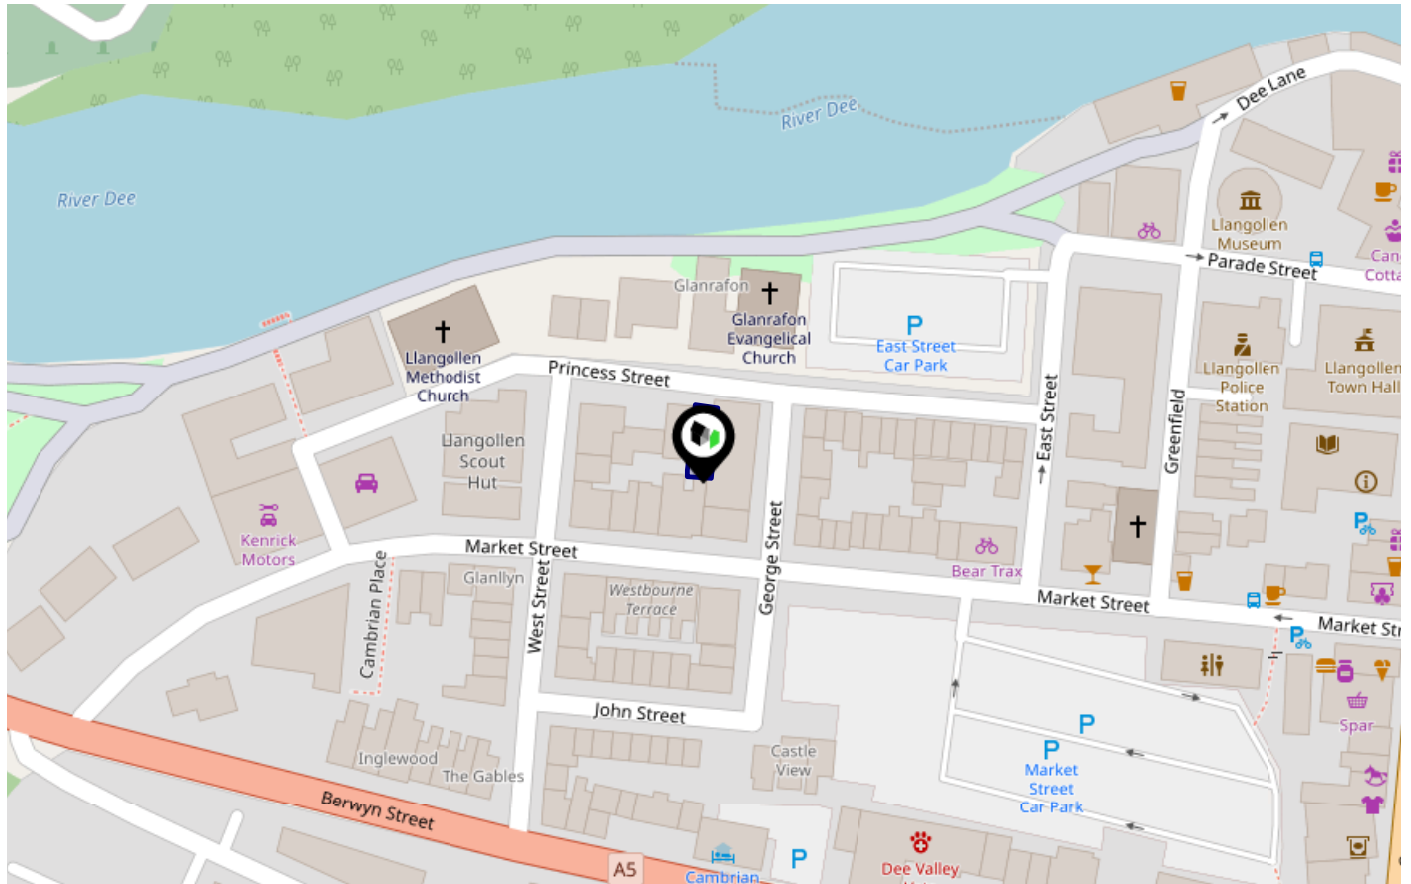 Dee Lane
River Dee
River Dee
Llangollen
Museum
Parade Street
Can
Cotta
Glanrafon
Glanrafon
Evangelical
Church
East Street
Car Park
Llangollen
Methodist
Church
Princess Street
Llangollen
Police
Station
Llangollen
Town Hall
East Street
Greenfield
Llangollen
Scout
Hut
Kenrick
Motors
Market Street
George Street
Bear Trax
Glanllyn
Cambrian Place
West Street
Westbourne
Terrace
Market Street
Market Str
John Street
Spar
Inglewood
The Gables
Castle
View
Market
Street
Car Park
Berwyn Street
A5
Cambrian
Dee Valley
P
P
P
P
P
P